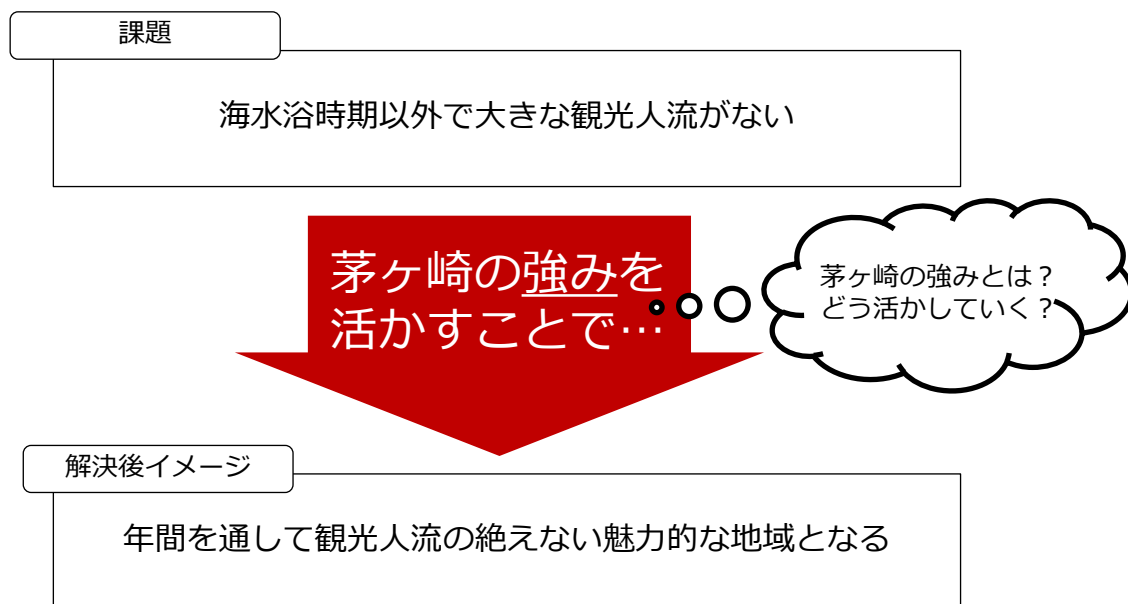 課題
海水浴時期以外で大きな観光人流がない
茅ヶ崎の強みを
活かすことで…
茅ヶ崎の強みとは？
どう活かしていく？
解決後イメージ
年間を通して観光人流の絶えない魅力的な地域となる